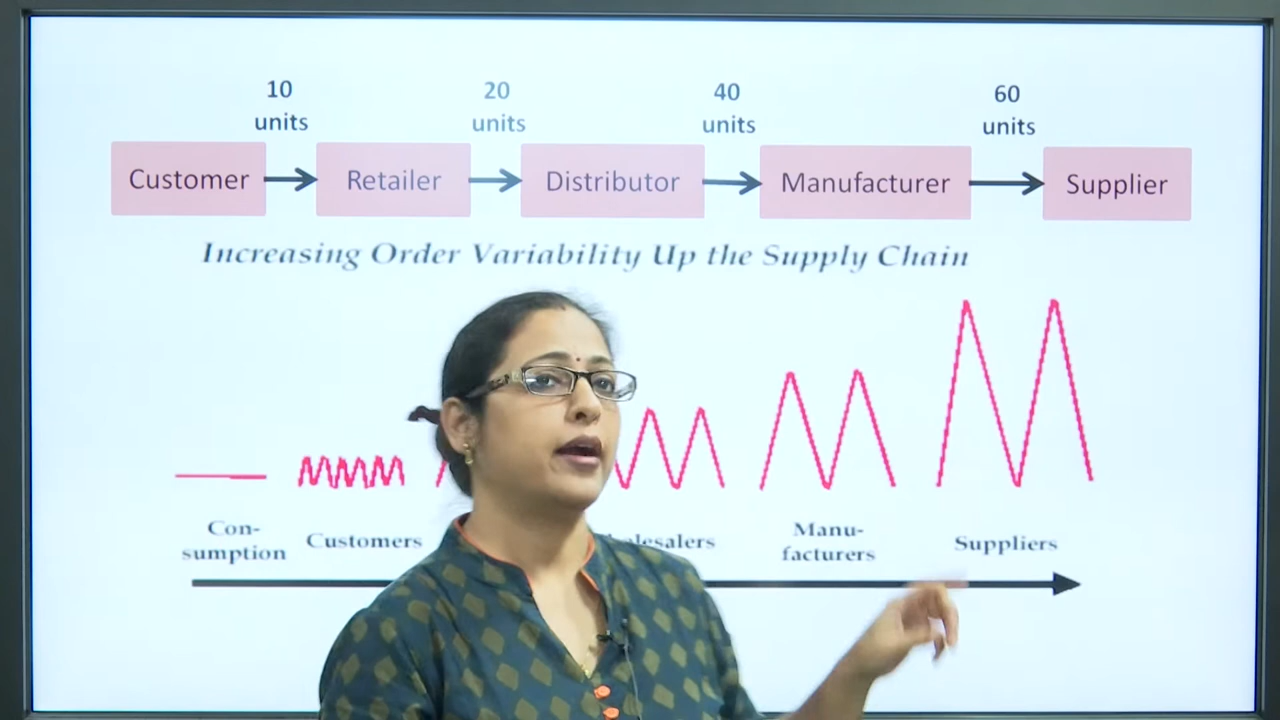 10 units
20 units
40 units
60 units
Customer
Retailer
Distributor
Manufacturer
Supplier
Increasing Order Variability Up the Supply Chain
Con-
sumption
Customers
Manu-
facturers
Suppliers